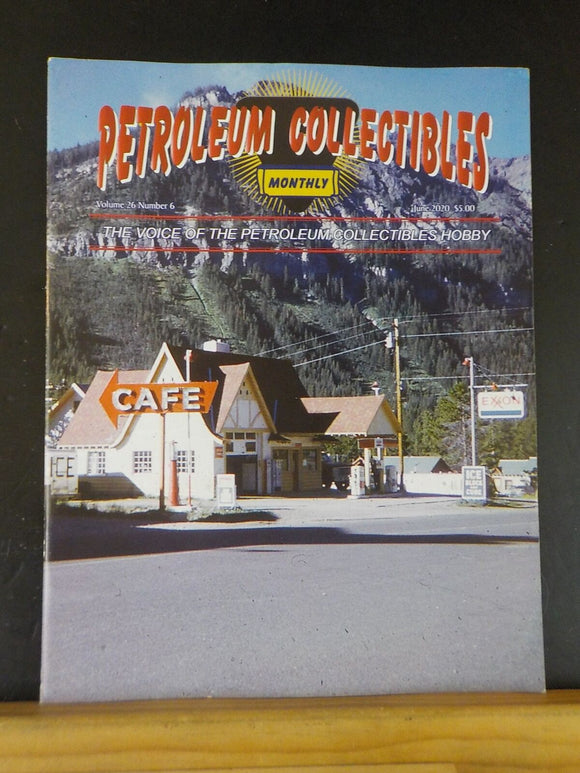 PETROLEUM COLLECTIBLES
MONTHLY
Volume 26 Number 6
June 2020 $5.00
THE VOICE OF THE PETROLEUM COLLECTIBLES HOBBY
CAFE
EXXON
ICE